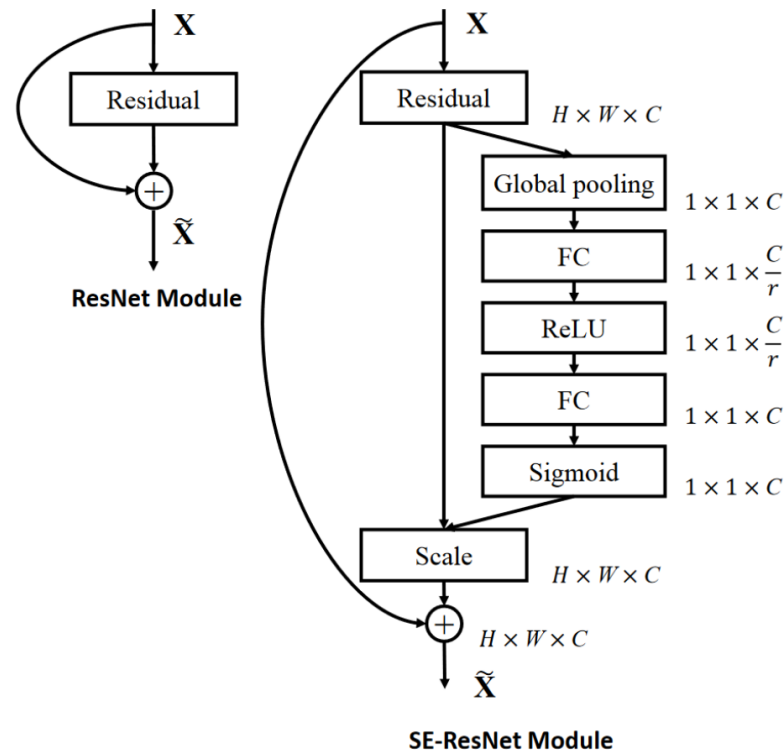 X
Residual
+
X̃
ResNet Module
X
Residual
H × W × C
Global pooling
1 × 1 × C
FC
1 × 1 × C/r
ReLU
1 × 1 × C/r
FC
1 × 1 × C
Sigmoid
1 × 1 × C
Scale
H × W × C
+
H × W × C
X̃
SE-ResNet Module